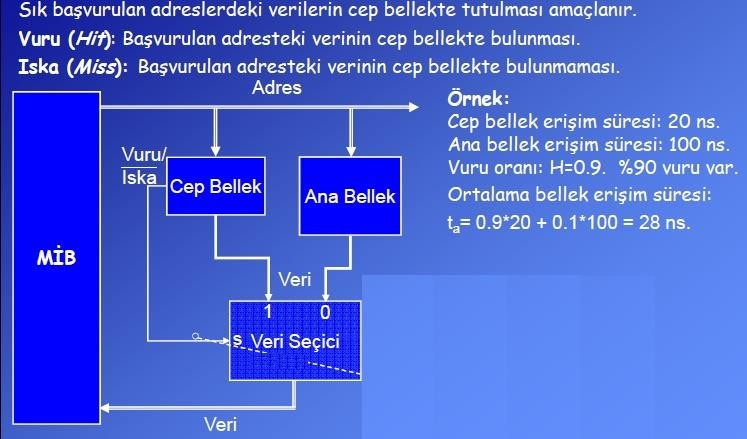 Sık başvurulan adreslerdeki verilerin cep bellekte tutulması amaçlanır.
Vuru (Hit): Başvurulan adresteki verinin cep bellekte bulunması.
Iska (Miss): Başvurulan adresteki verinin cep bellekte bulunmaması.
Adres
Örnek:
Cep bellek erişim süresi: 20 ns.
Ana bellek erişim süresi: 100 ns.
Vuru oranı: H=0.9. %90 vuru var.
Ortalama bellek erişim süresi:
ta= 0.9*20 + 0.1*100 = 28 ns.
Vuru/
İska
Cep Bellek
Ana Bellek
MİB
Veri
1 0
s Veri Seçici
Veri